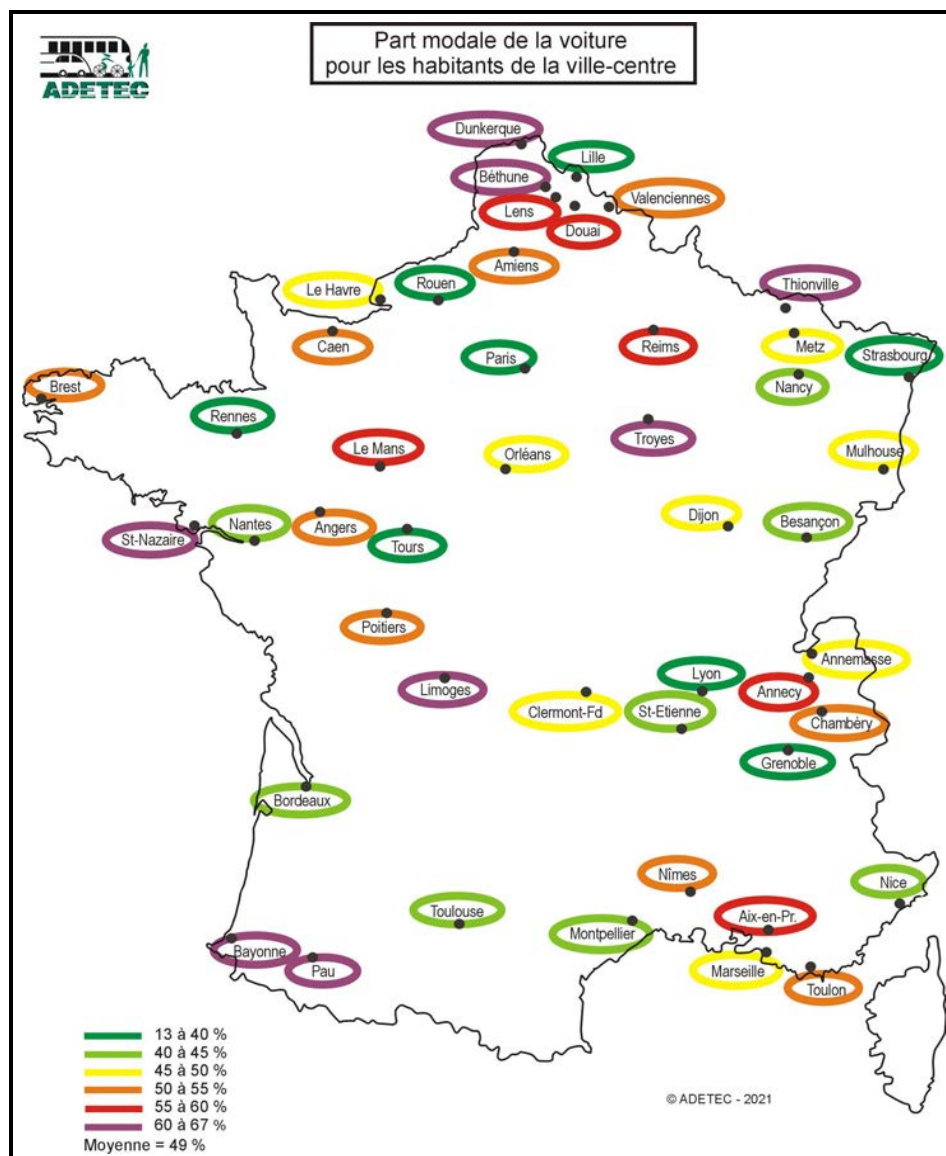 ADETEC
Part modale de la voiture
pour les habitants de la ville-centre
Dunkerque
Lille
Béthune
Valenciennes
Lens
Douai
Amiens
Le Havre
Rouen
Thionville
Caen
Paris
Reims
Metz
Strasbourg
Brest
Nancy
Rennes
Troyes
Le Mans
Orléans
Mulhouse
Dijon
Besançon
St-Nazaire
Nantes
Angers
Tours
Poitiers
Annemasse
Limoges
Lyon
Annecy
Clermont-Fd
St-Etienne
Chambéry
Grenoble
Bordeaux
Nîmes
Nice
Toulouse
Aix-en-Pr.
Montpellier
Bayonne
Pau
Marseille
Toulon
13 à 40 %
40 à 45 %
45 à 50 %
50 à 55 %
55 à 60 %
60 à 67 %
Moyenne = 49 %
© ADETEC - 2021